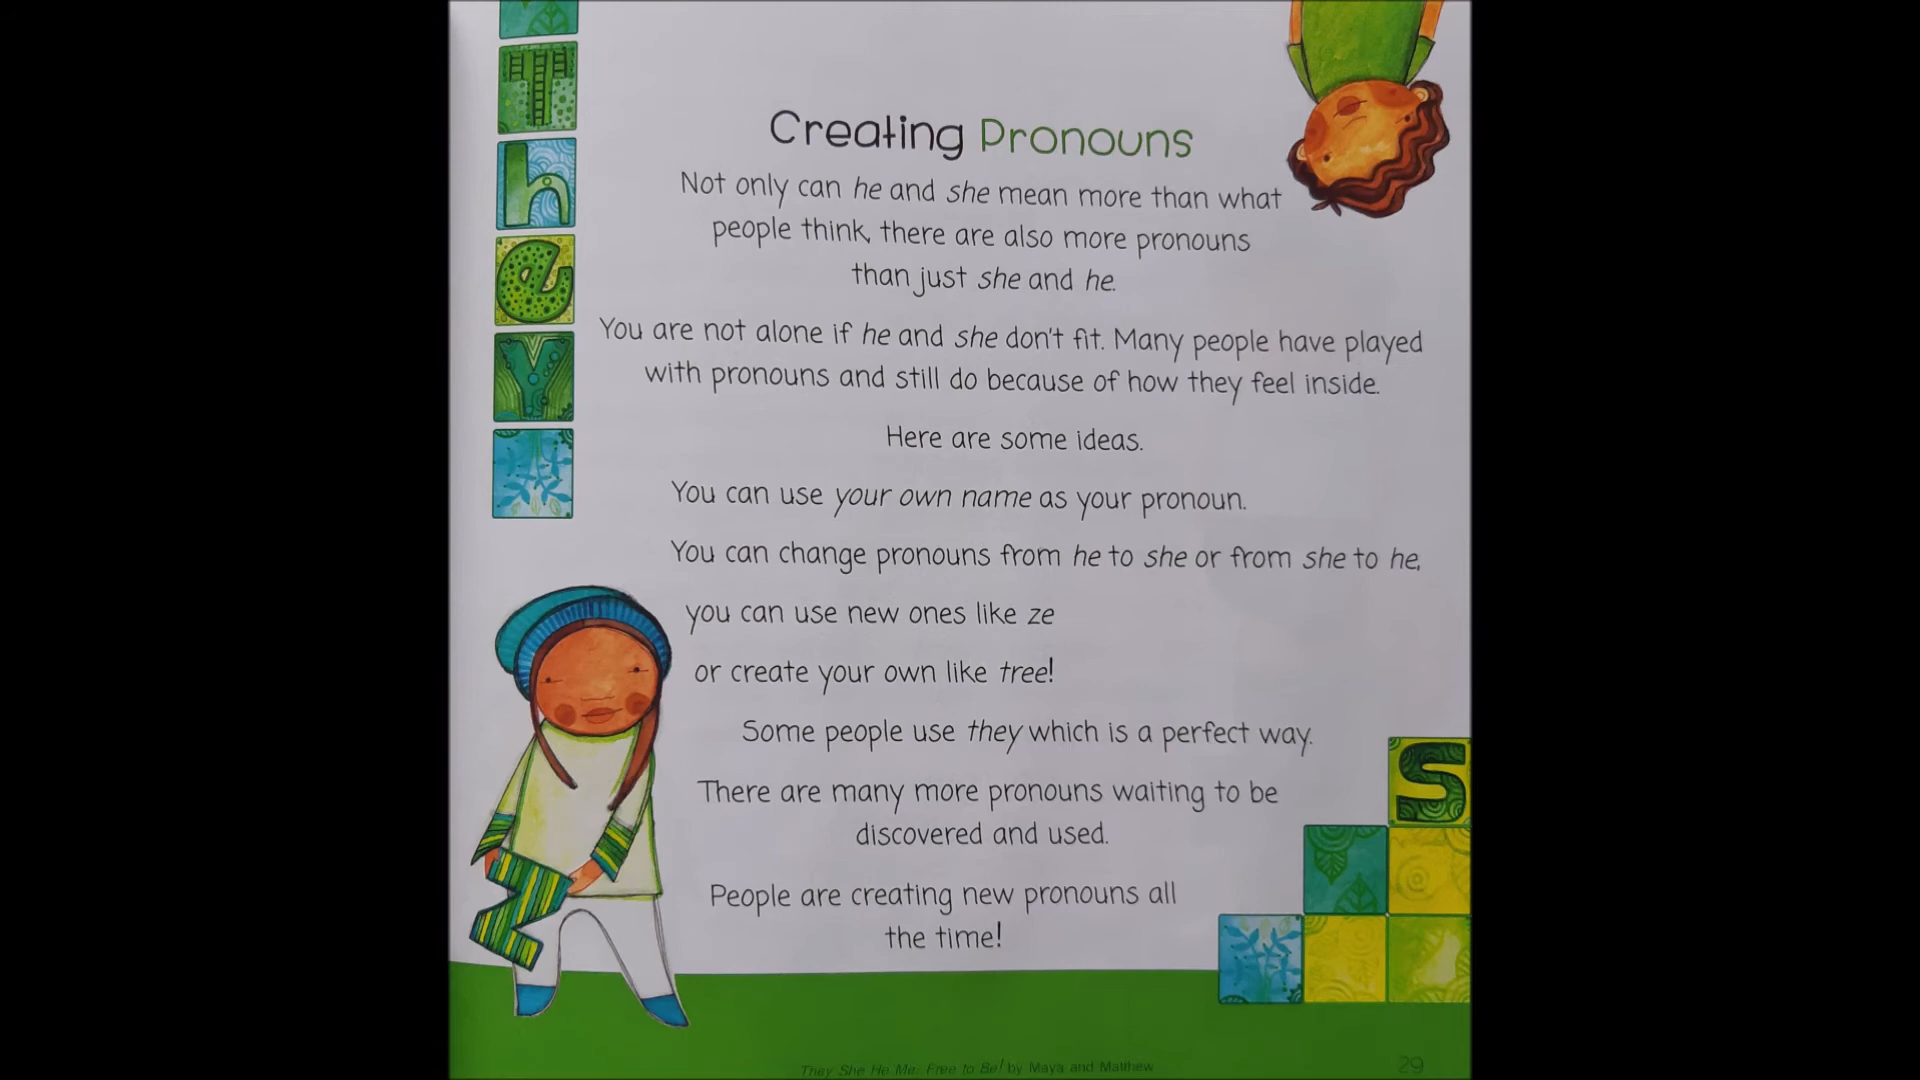 They
Creating Pronouns
Not only can he and she mean more than what
people think, there are also more pronouns
than just she and he.
You are not alone if he and she don't fit. Many people have played
with pronouns and still do because of how they feel inside.
Here are some ideas.
You can use your own name as your pronoun.
You can change pronouns from he to she or from she to he,
you can use new ones like ze
or create your own like tree!
Some people use they which is a perfect way.
There are many more pronouns waiting to be
discovered and used.
People are creating new pronouns all
the time!
S
Z
They She He Me: Free to Be! by Maya and Matthew
29